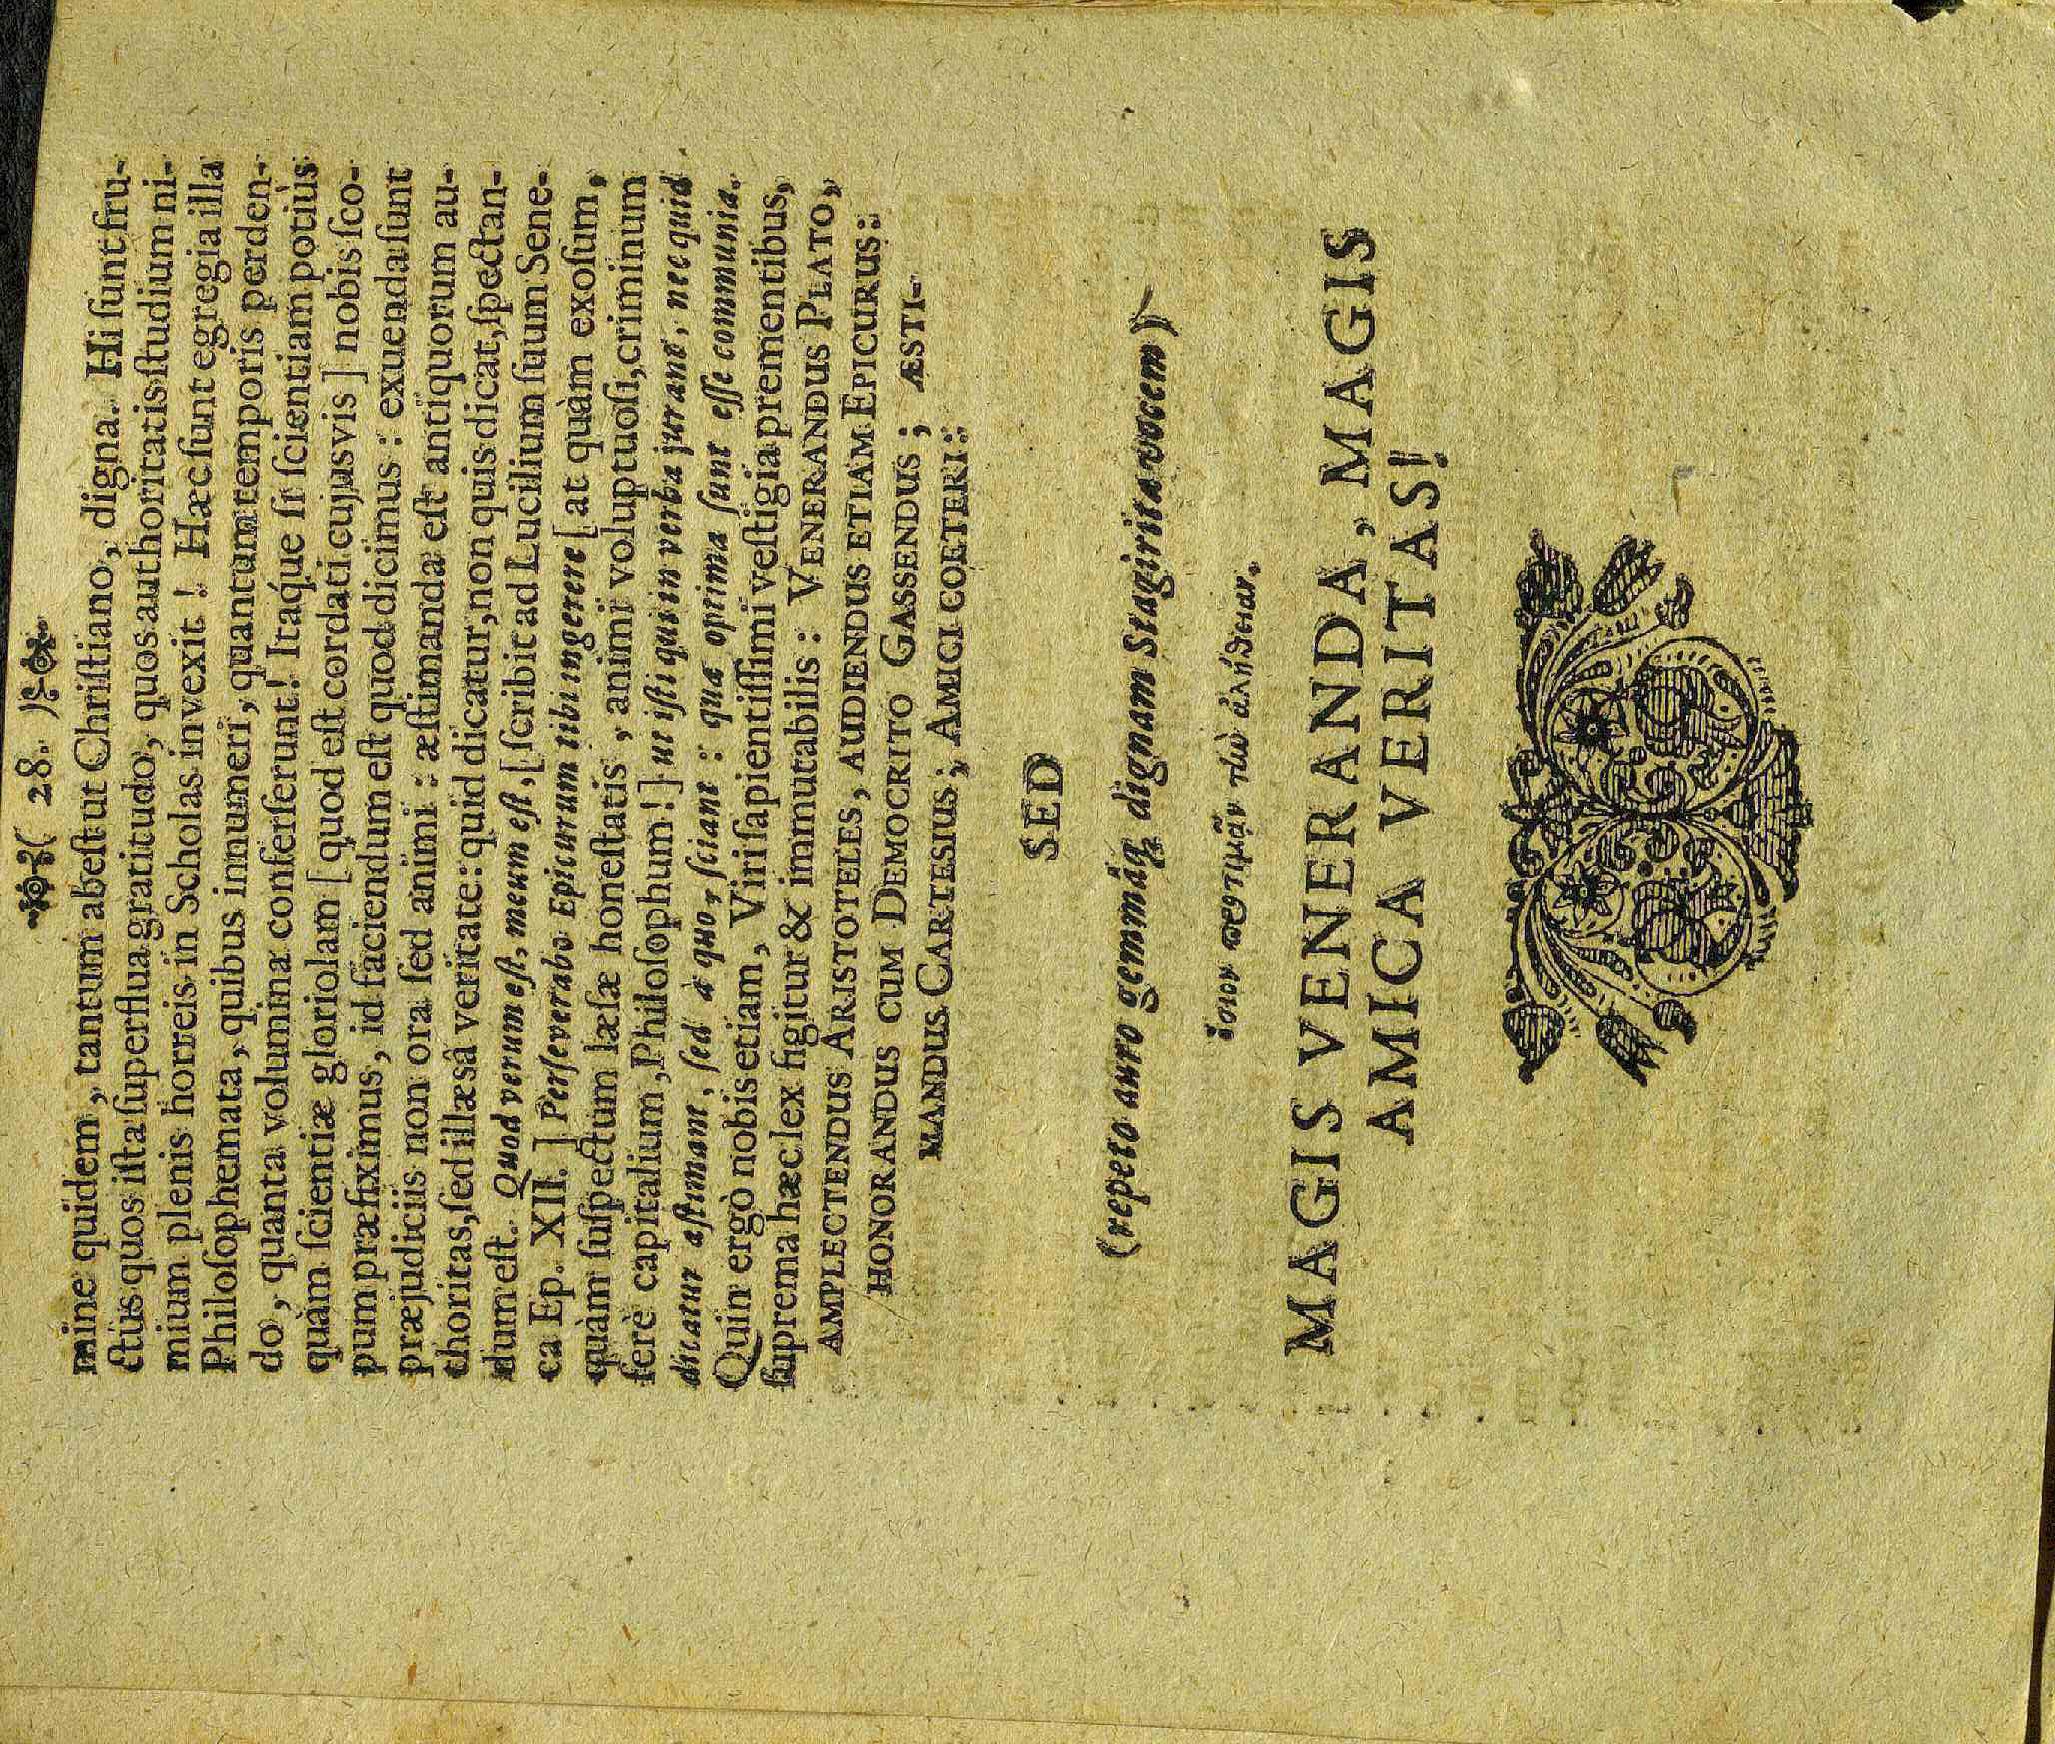 )( 28. )(
mine quidem, tantum abeſt ut Chriſtiano, digna. Hi ſunt fru-
ctus quos iſta ſuperflua gratitudo, quos authoritatis ſtudium ni-
mium plenis horreis in Scholas invexit! Hæc ſunt egregia illa
Philoſophemata, quibus innumeri, quantum temporis perden-
do, quanta volumina conferſerunt! Itaque ſi ſcientiam potiùs
quàm ſcientiæ gloriolam [quod eſt cordati cujusvis] nobis ſco-
pum præfiximus, id faciendum eſt quod dicimus: exuenda ſunt
præjudiciis non ora ſed animi: æſtimanda eſt antiquorum au-
thoritas, ſed illæsâ veritate: quid dicatur, non quis dicat, ſpectan-
dum eſt. Quod verum eſt, meum eſt, [ſcribit ad Lucilium ſuum Sene-
ca Ep. XII.] Perſeverabo Epicurum tibi ingerere [at quàm exoſum,
quàm ſuſpectum læſæ honeſtatis, animi voluptuoſi, criminum
ferè capitalium, Philoſophum!] ut iſti qui in verba jurant, nec quid
dicatur æſtimant, ſed à quo, ſciant: quæ optima ſunt eſſe communia.
Quin ergò nobis etiam, Viri ſapientiſſimi veſtigia prementibus,
ſuprema hæc lex figitur & immutabilis: VENERANDUS PLATO,
AMPLECTENDUS ARISTOTELES, AUDIENDUS ETIAM EPICURUS:
HONORANDUS CUM DEMOCRITO GASSENDUS; ÆSTI-
MANDUS CARTESIUS; AMICI COETERI:
SED
(repeto auro gemmâq; dignam Stagiritæ vocem)
ὅσιον προτιμᾷν τὼ ἀλήθειαν.
MAGIS VENERANDA, MAGIS
AMICA VERITAS!